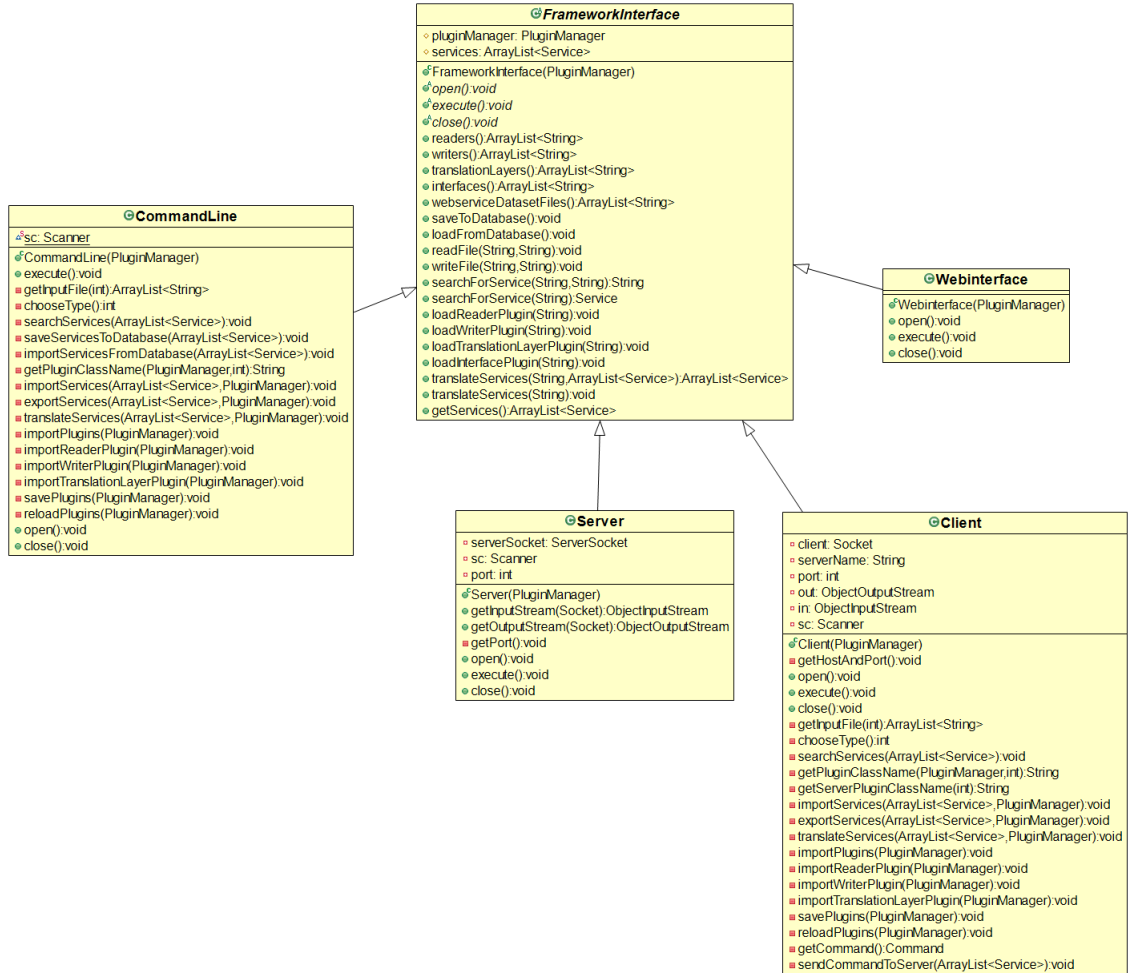 FrameworkInterface
pluginManager: PluginManager
services: ArrayList<Service>
FrameworkInterface(PluginManager)
open():void
execute():void
close():void
readers():ArrayList<String>
writers():ArrayList<String>
translationLayers():ArrayList<String>
interfaces():ArrayList<String>
webserviceDatasetFiles():ArrayList<String>
saveToDatabase():void
loadFromDatabase():void
readFile(String,String):void
writeFile(String,String):void
searchForService(String,String):String
searchForService(String):Service
loadReaderPlugin(String):void
loadWriterPlugin(String):void
loadTranslationLayerPlugin(String):void
loadInterfacePlugin(String):void
translateServices(String,ArrayList<Service>):ArrayList<Service>
translateServices(String):void
getServices():ArrayList<Service>
CommandLine
sc: Scanner
CommandLine(PluginManager)
execute():void
getInputFile(int):ArrayList<String>
chooseType():int
searchServices(ArrayList<Service>):void
saveServicesToDatabase(ArrayList<Service>):void
importServicesFromDatabase(ArrayList<Service>):void
getPluginClassName(PluginManager,int):String
importServices(ArrayList<Service>,PluginManager):void
exportServices(ArrayList<Service>,PluginManager):void
translateServices(ArrayList<Service>,PluginManager):void
importPlugins(PluginManager):void
importReaderPlugin(PluginManager):void
importWriterPlugin(PluginManager):void
importTranslationLayerPlugin(PluginManager):void
savePlugins(PluginManager):void
reloadPlugins(PluginManager):void
open():void
close():void
Webinterface
Webinterface(PluginManager)
open():void
execute():void
close():void
Server
serverSocket: ServerSocket
sc: Scanner
port: int
Server(PluginManager)
getInputStream(Socket):ObjectInputStream
getOutputStream(Socket):ObjectOutputStream
getPort():void
open():void
execute():void
close():void
Client
client: Socket
serverName: String
port: int
out: ObjectOutputStream
in: ObjectInputStream
sc: Scanner
Client(PluginManager)
getHostAndPort():void
open():void
execute():void
close():void
getInputFile(int):ArrayList<String>
chooseType():int
searchServices(ArrayList<Service>):void
getPluginClassName(PluginManager,int):String
getServerPluginClassName(int):String
importServices(ArrayList<Service>,PluginManager):void
exportServices(ArrayList<Service>,PluginManager):void
translateServices(ArrayList<Service>,PluginManager):void
importPlugins(PluginManager):void
importReaderPlugin(PluginManager):void
importWriterPlugin(PluginManager):void
importTranslationLayerPlugin(PluginManager):void
savePlugins(PluginManager):void
reloadPlugins(PluginManager):void
getCommand():Command
sendCommandToServer(ArrayList<Service>):void